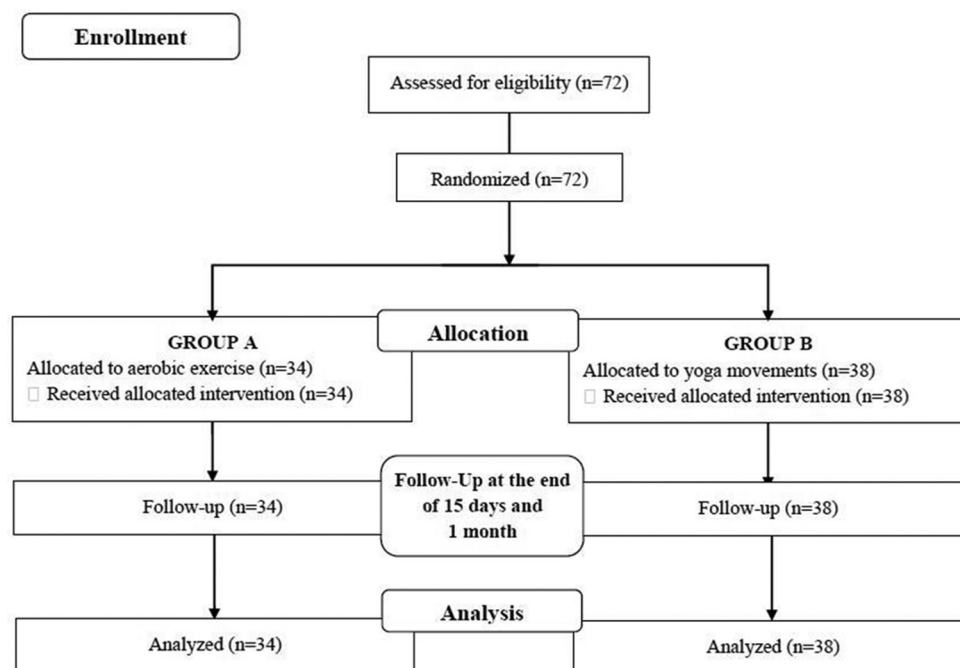 Enrollment
Assessed for eligibility (n=72)
Randomized (n=72)
Allocation
GROUP A
Allocated to aerobic exercise (n=34)
Received allocated intervention (n=34)
GROUP B
Allocated to yoga movements (n=38)
Received allocated intervention (n=38)
Follow-Up at the end
of 15 days and
1 month
Follow-up (n=34)
Follow-up (n=38)
Analysis
Analyzed (n=34)
Analyzed (n=38)